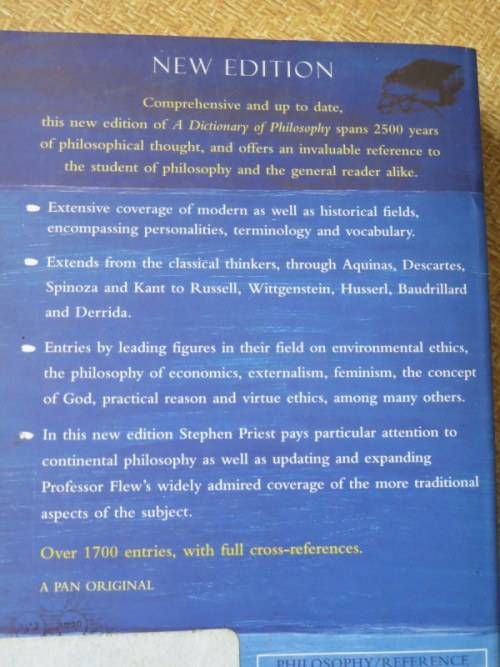 NEW EDITION
Comprehensive and up to date,
this new edition of A Dictionary of Philosophy spans 2500 years
of philosophical thought, and offers an invaluable reference to
the student of philosophy and the general reader alike.
Extensive coverage of modern as well as historical fields,
encompassing personalities, terminology and vocabulary.
Extends from the classical thinkers, through Aquinas, Descartes,
Spinoza and Kant to Russell, Wittgenstein, Husserl, Baudrillard
and Derrida.
Entries by leading figures in their field on environmental ethics,
the philosophy of economics, externalism, feminism, the concept
of God, practical reason and virtue ethics, among many others.
In this new edition Stephen Priest pays particular attention to
continental philosophy as well as updating and expanding
Professor Flew's widely admired coverage of the more traditional
aspects of the subject.
Over 1700 entries, with full cross-references.
A PAN ORIGINAL
PHILOSOPHY/REFERENCE